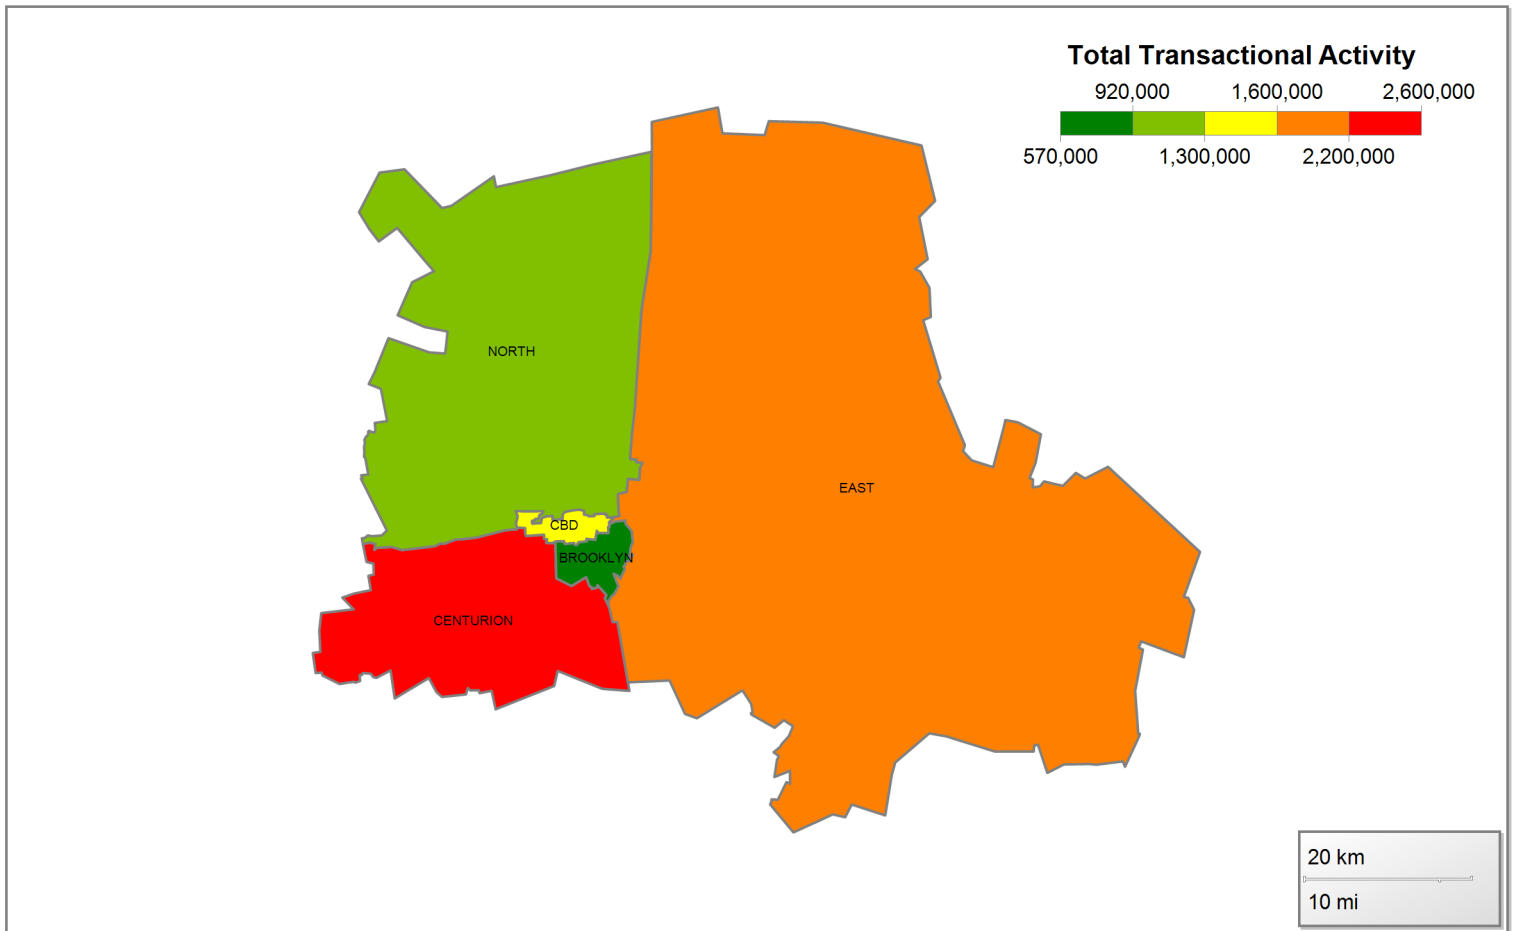 Total Transactional Activity
920,000 1,600,000 2,600,000
570,000 1,300,000 2,200,000
NORTH
EAST
CBD
BROOKLYN
CENTURION
20 km
10 mi